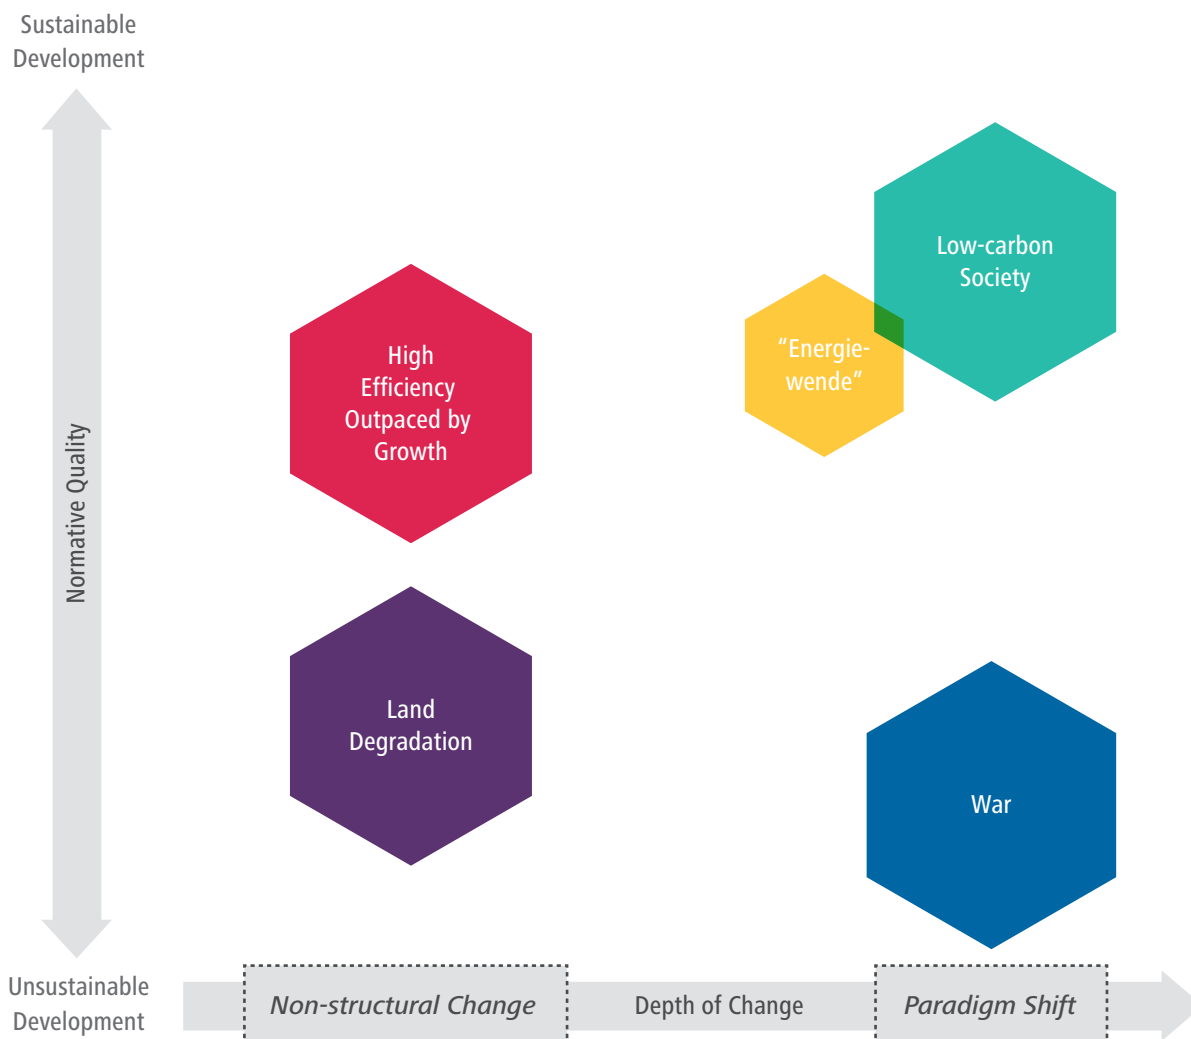 Sustainable
Development
Low-carbon
Society
High
Efficiency
Outpaced by
Growth
“Energie-
wende”
Normative Quality
Land
Degradation
War
Unsustainable
Development
Non-structural Change
Depth of Change
Paradigm Shift